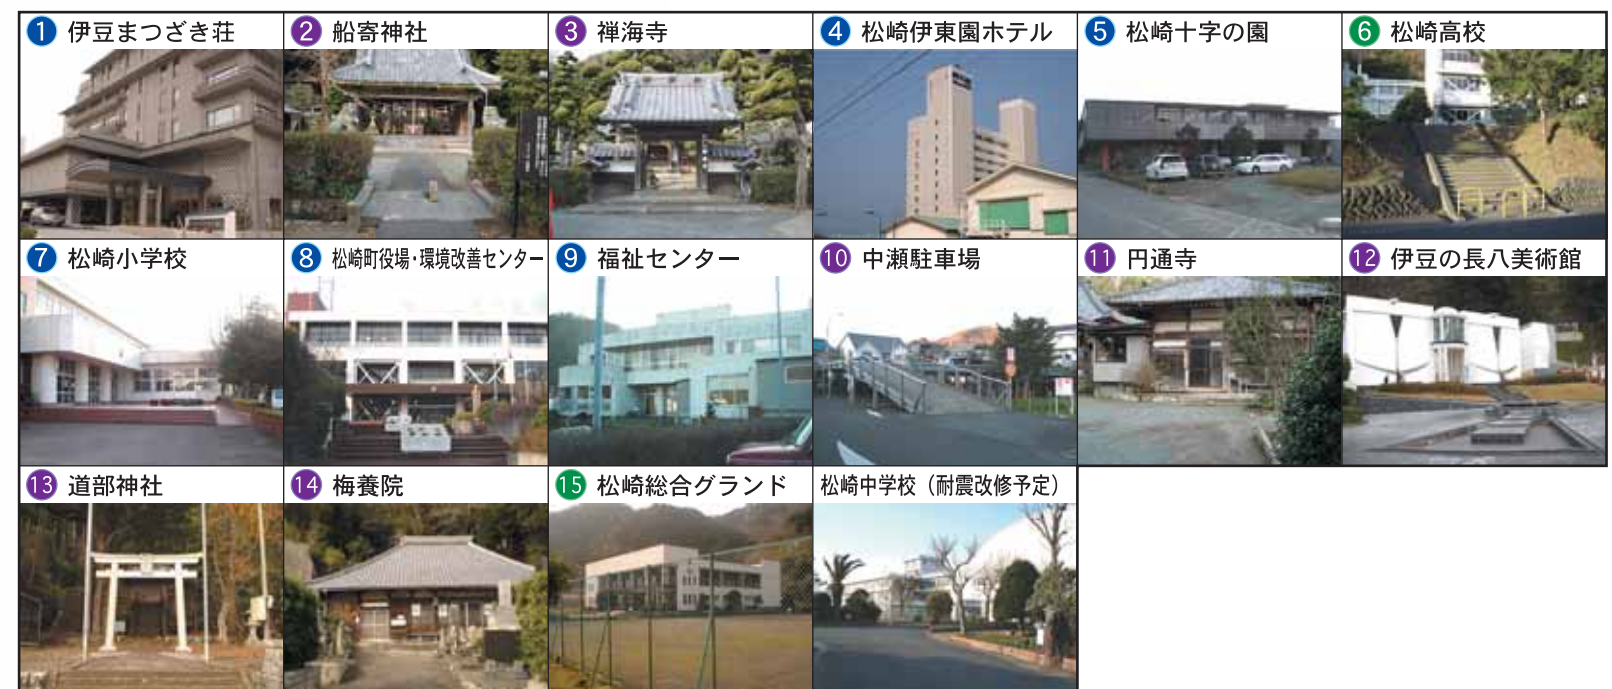 1 伊豆まつざき荘
2 船寄神社
3 禅海寺
4 松崎伊東園ホテル
5 松崎十字の園
6 松崎高校
7 松崎小学校
8 松崎町役場・環境改善センター
9 福祉センター
10 中瀬駐車場
11 円通寺
12 伊豆の長八美術館
13 道部神社
14 梅養院
15 松崎総合グランド
松崎中学校（耐震改修予定）